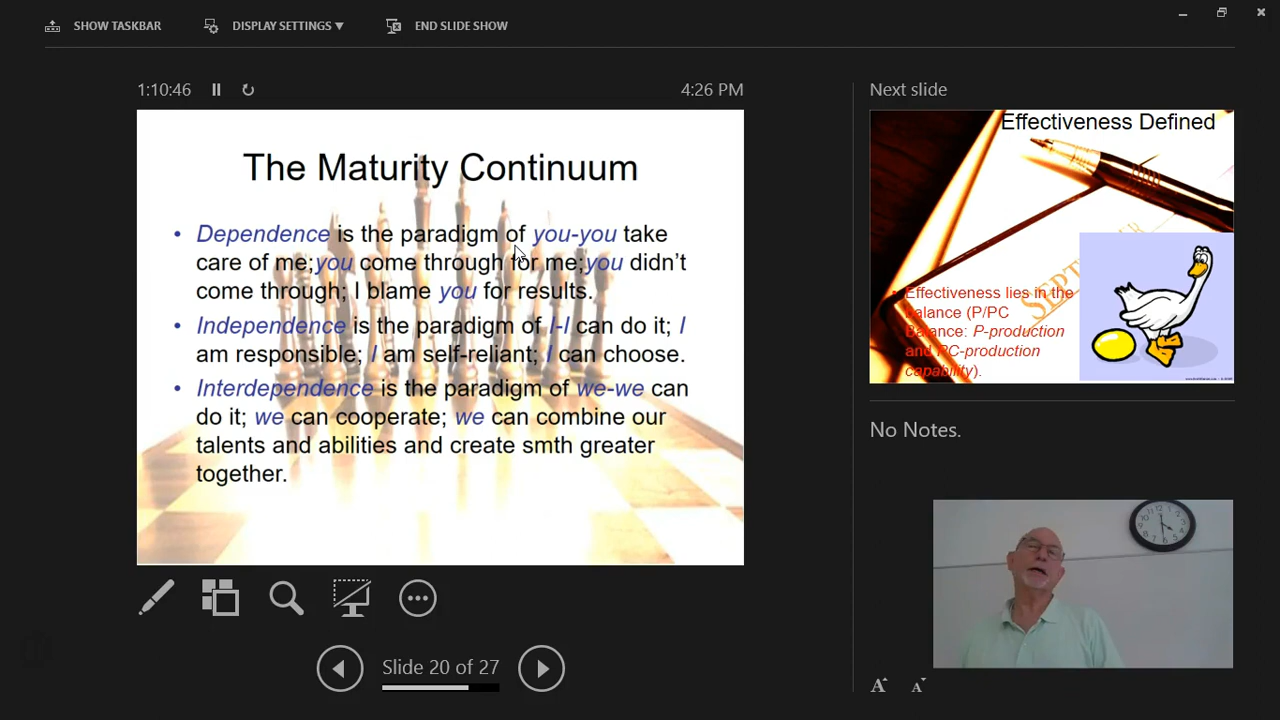 SHOW TASKBAR
DISPLAY SETTINGS ▼
END SLIDE SHOW
1:10:46
4:26 PM
The Maturity Continuum
• Dependence is the paradigm of you-you take
care of me;you come through for me;you didn’t
come through; I blame you for results.
• Independence is the paradigm of I-I can do it; I
am responsible; I am self-reliant; I can choose.
• Interdependence is the paradigm of we-we can
do it; we can cooperate; we can combine our
talents and abilities and create smth greater
together.
Slide 20 of 27
Next slide
Effectiveness Defined
• Effectiveness lies in the
balance (P/PC
Balance: P-production
and PC-production
capability).
No Notes.
A A